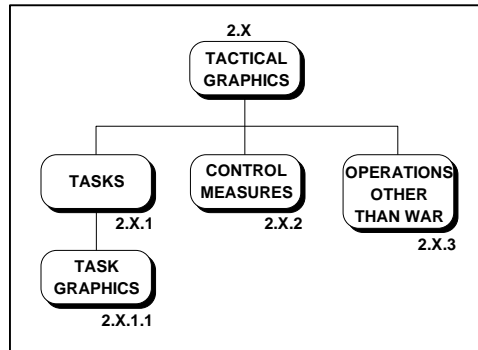 2.X
TACTICAL
GRAPHICS
TASKS
2.X.1
CONTROL
MEASURES
2.X.2
OPERATIONS
OTHER
THAN WAR
2.X.3
TASK
GRAPHICS
2.X.1.1